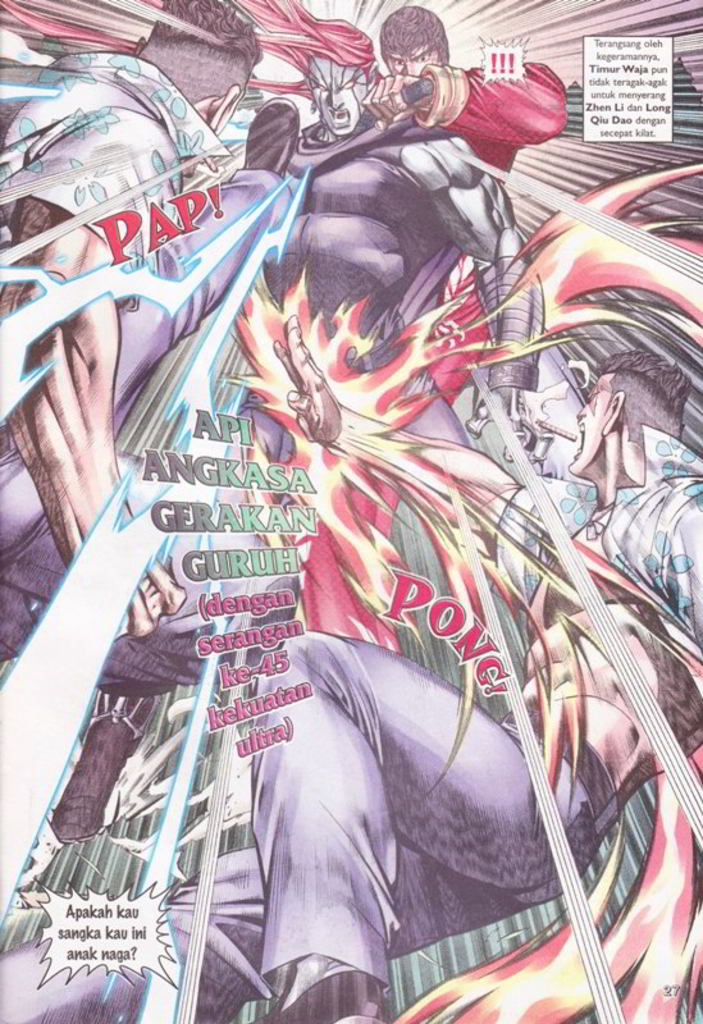 Terangsang oleh
kegeramannya,
Timur Waja pun
tidak teragak-agak
untuk menyerang
Zhen Li dan Long
Qiu Dao dengan
secepat kilat.
!!!
PAP!
API
ANGKASA
GERAKAN
GURUH
(dengan
serangan
ke-45
kekuatan
ultra)
PONG!
Apakah kau
sangka kau ini
anak naga?
27